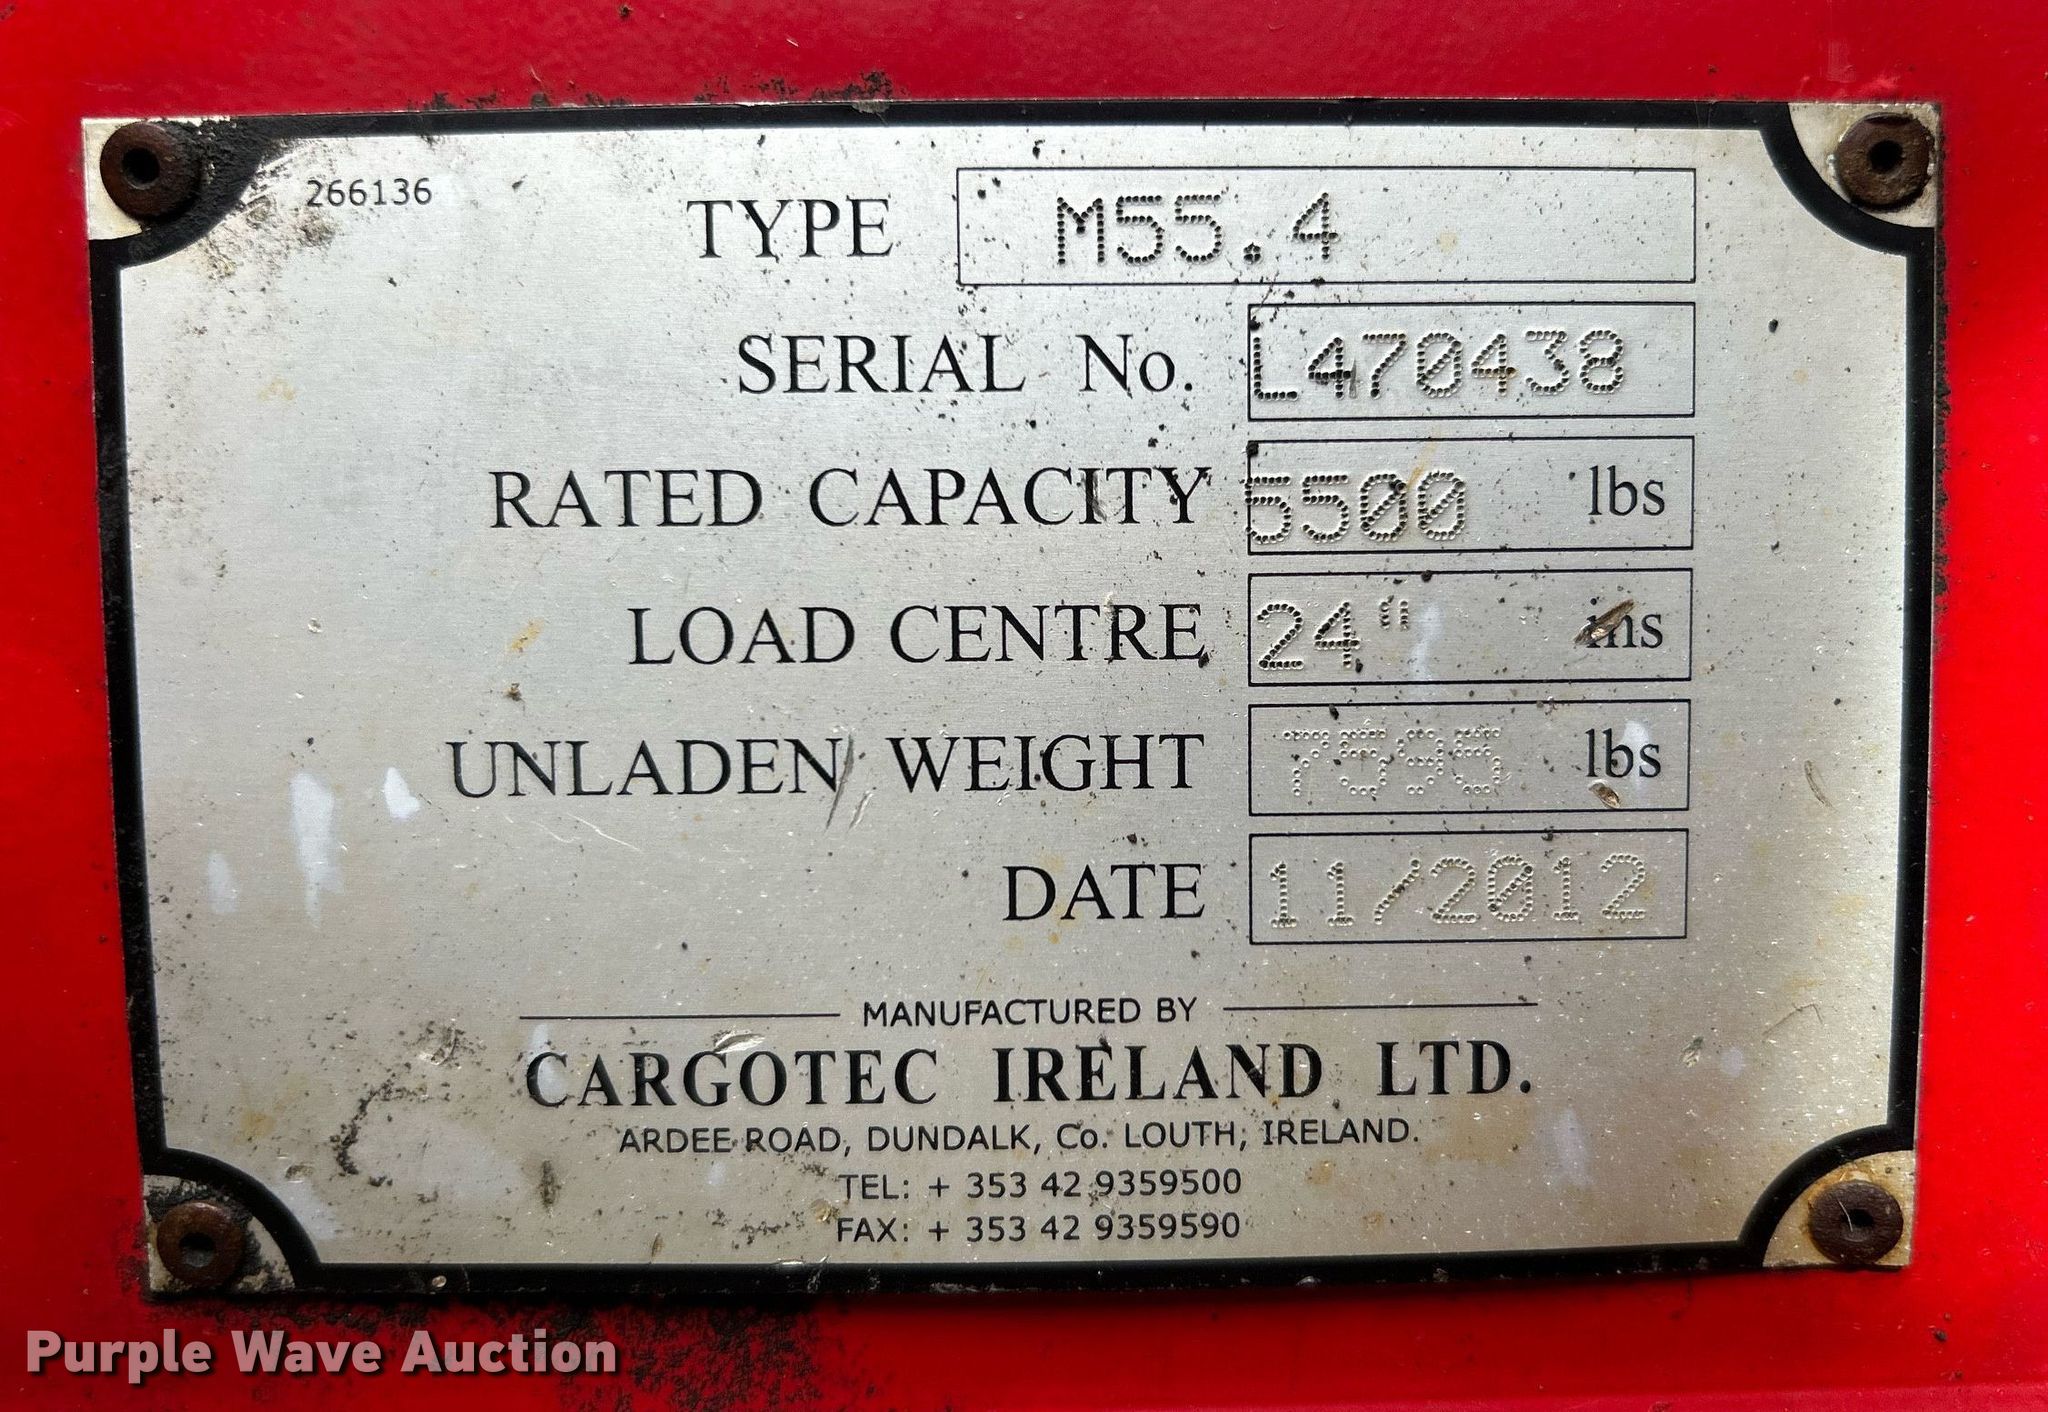 266136
TYPE M55.4
SERIAL No. L470438
RATED CAPACITY 5500 lbs
LOAD CENTRE 24" ins
UNLADEN WEIGHT 7595 lbs
DATE 11/2012
MANUFACTURED BY
CARGOTEC IRELAND LTD.
ARDEE ROAD, DUNDALK, Co. LOUTH, IRELAND.
TEL: + 353 42 9359500
FAX: + 353 42 9359590
Purple Wave Auction